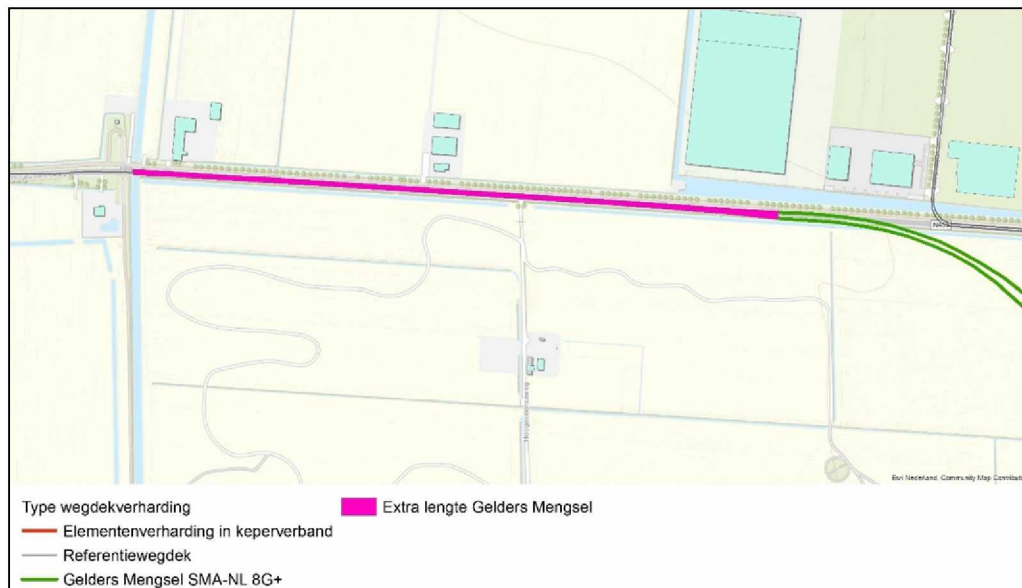 Esri Nederland, Community Map Contribut
Type wegdekverharding
Extra lengte Gelders Mengsel
Elementenverharding in keperverband
Referentiewegdek
Gelders Mengsel SMA-NL 8G+